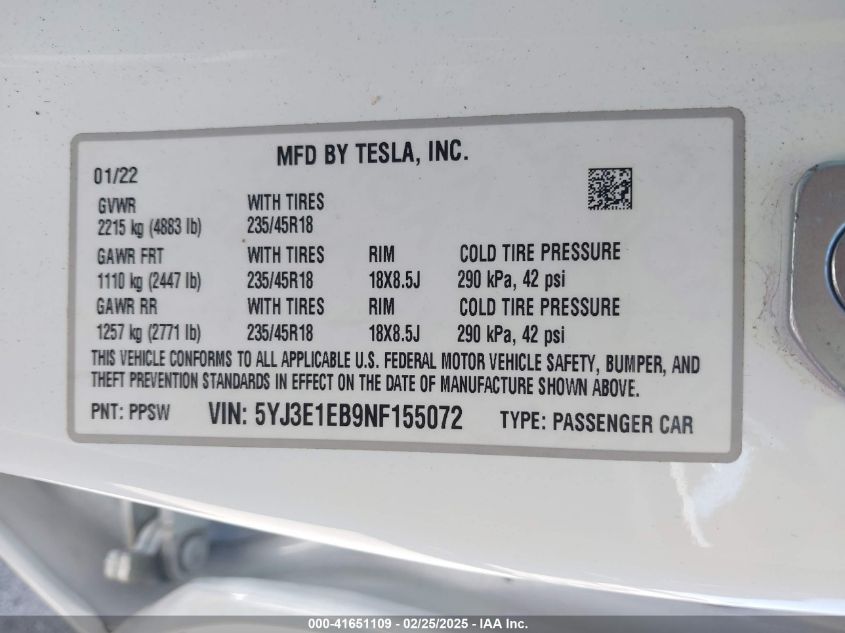 MFD BY TESLA, INC.
01/22
GVWR WITH TIRES
2215 kg (4883 lb) 235/45R18
GAWR FRT WITH TIRES RIM COLD TIRE PRESSURE
1110 kg (2447 lb) 235/45R18 18X8.5J 290 kPa, 42 psi
GAWR RR WITH TIRES RIM COLD TIRE PRESSURE
1257 kg (2771 lb) 235/45R18 18X8.5J 290 kPa, 42 psi
THIS VEHICLE CONFORMS TO ALL APPLICABLE U.S. FEDERAL MOTOR VEHICLE SAFETY, BUMPER, AND
THEFT PREVENTION STANDARDS IN EFFECT ON THE DATE OF MANUFACTURE SHOWN ABOVE.
PNT: PPSW VIN: 5YJ3E1EB9NF155072 TYPE: PASSENGER CAR
000-41651109 - 02/25/2025 - IAA Inc.